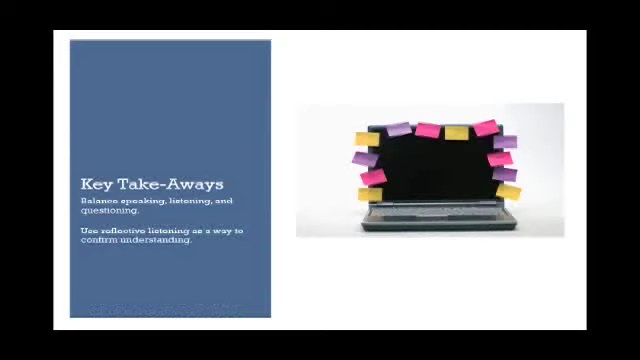 Key Take-Aways
Balance speaking, listening, and
questioning.
Use reflective listening as a way to
confirm understanding.